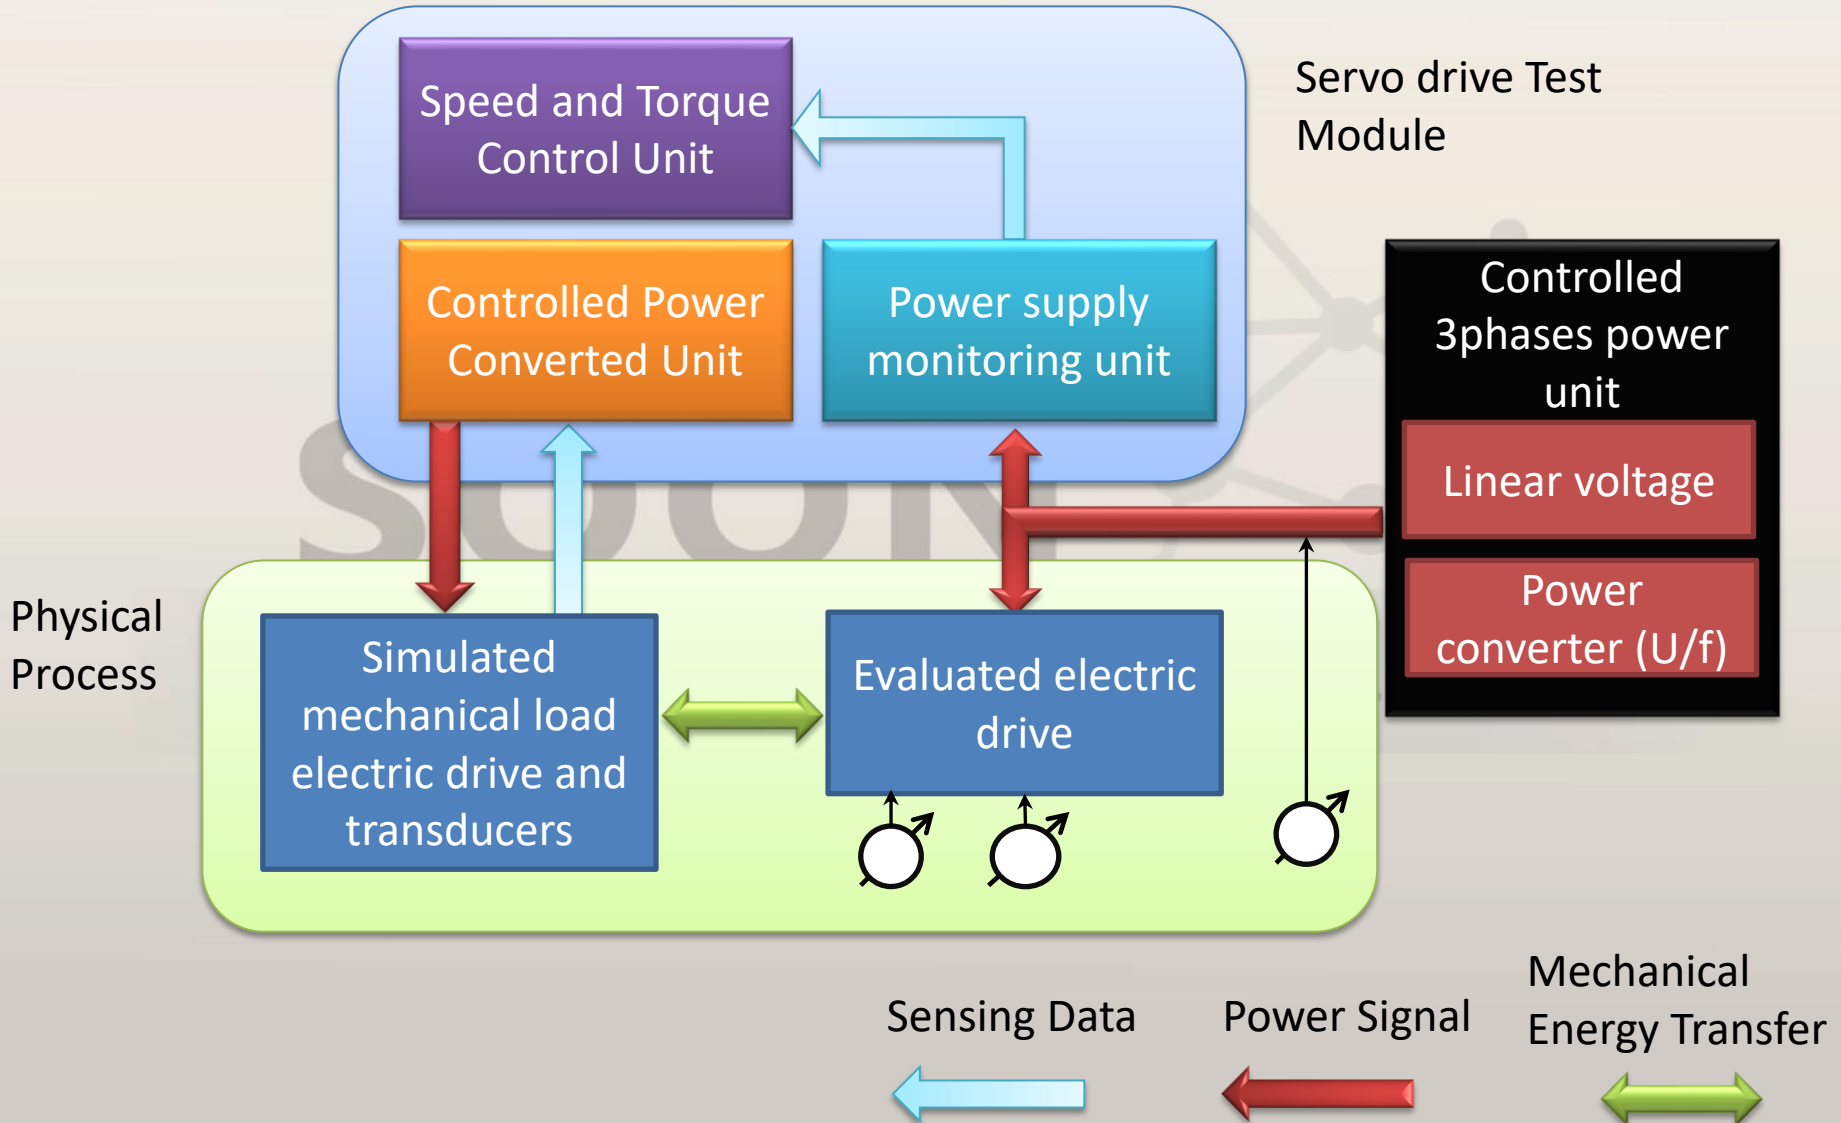 Speed and Torque
Control Unit
Servo drive Test
Module
Controlled Power
Converted Unit
Power supply
monitoring unit
Controlled
3phases power
unit
Linear voltage
Power
converter (U/f)
Physical
Process
Simulated
mechanical load
electric drive and
transducers
Evaluated electric
drive
SOON
Sensing Data
Power Signal
Mechanical
Energy Transfer